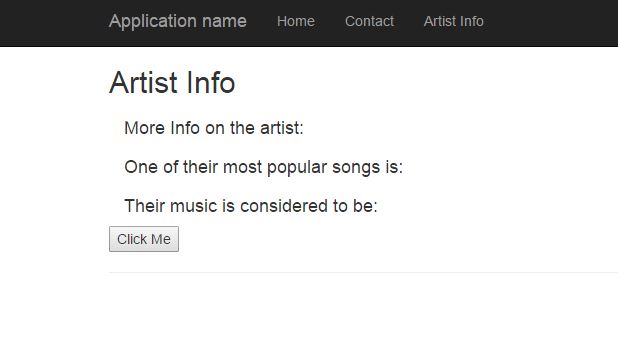 Application name Home Contact Artist Info
Artist Info
More Info on the artist:
One of their most popular songs is:
Their music is considered to be:
Click Me